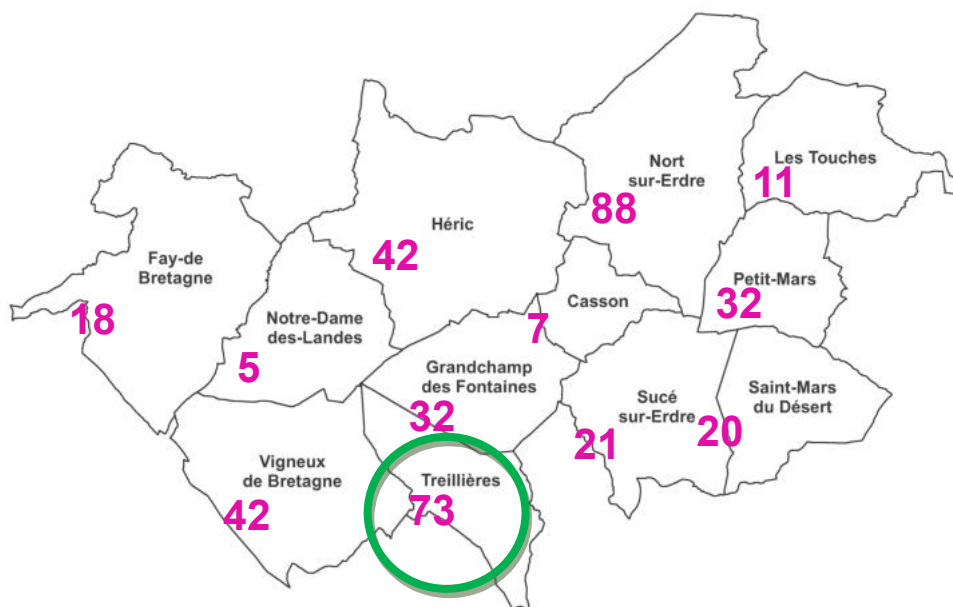 Nort
sur-Erdre
88
Les Touches
11
Héric
42
Fay-de
Bretagne
18
Notre-Dame
des-Landes
5
Casson
7
Petit-Mars
32
Grandchamp
des Fontaines
32
Sucé
sur-Erdre
21
Saint-Mars
du Désert
20
Vigneux
de Bretagne
42
Treillières
73